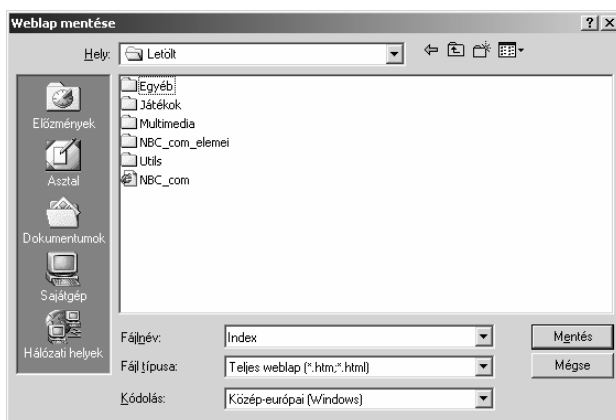 Weblap mentése
Hely: Letölt
Előzmények
Asztal
Dokumentumok
Sajátgép
Hálózati helyek
Egyéb
Játékok
Multimedia
NBC_com_elemei
Utils
NBC_com
Fájlnév: Index Mentés
Fájl típusa: Teljes weblap (*.htm;*.html) Mégse
Kódolás: Közép-európai (Windows)